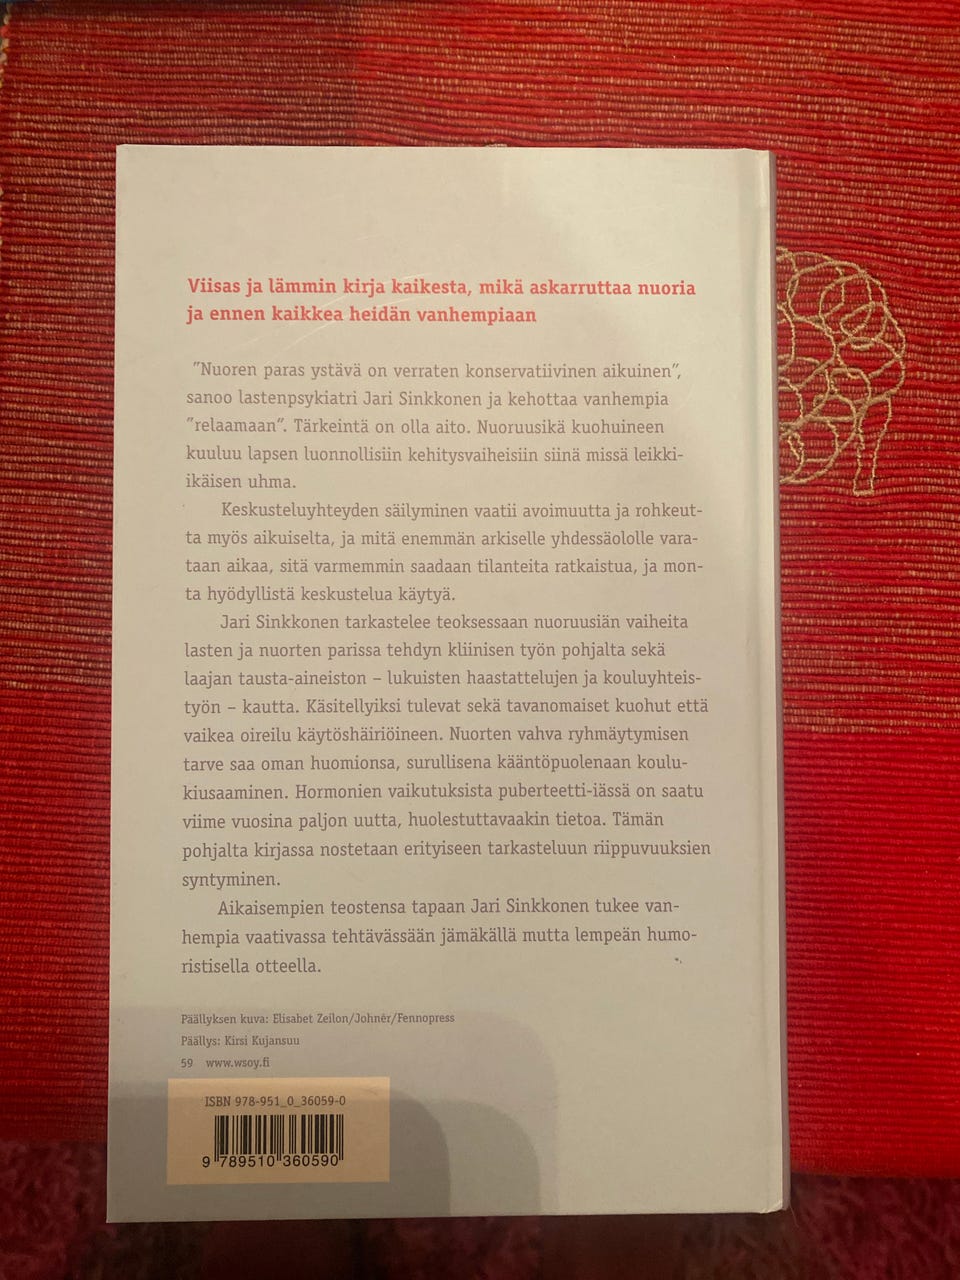 Viisas ja lämmin kirja kaikesta, mikä askarruttaa nuoria
ja ennen kaikkea heidän vanhempiaan
"Nuoren paras ystävä on verraten konservatiivinen aikuinen",
sanoo lastenpsykiatri Jari Sinkkonen ja kehottaa vanhempia
"relaamaan". Tärkeintä on olla aito. Nuoruusikä kuohuineen
kuuluu lapsen luonnollisiin kehitysvaiheisiin siinä missä leikki-
ikäisen uhma.
Keskusteluyhteyden säilyminen vaatii avoimuutta ja rohkeut-
ta myös aikuiselta, ja mitä enemmän arkiselle yhdessäololle vara-
taan aikaa, sitä varmemmin saadaan tilanteita ratkaistua, ja mon-
ta hyödyllistä keskustelua käytyä.
Jari Sinkkonen tarkastelee teoksessaan nuoruusiän vaiheita
lasten ja nuorten parissa tehdyn kliinisen työn pohjalta sekä
laajan tausta-aineiston – lukuisten haastattelujen ja kouluyhteis-
työn – kautta. Käsitellyiksi tulevat sekä tavanomaiset kuohut että
vaikea oireilu käytöshäiriöineen. Nuorten vahva ryhmäytymisen
tarve saa oman huomionsa, surullisena kääntöpuolenaan koulu-
kiusaaminen. Hormonien vaikutuksista puberteetti-iässä on saatu
viime vuosina paljon uutta, huolestuttavaakin tietoa. Tämän
pohjalta kirjassa nostetaan erityiseen tarkasteluun riippuvuuksien
syntyminen.
Aikaisempien teostensa tapaan Jari Sinkkonen tukee van-
hempia vaativassa tehtävässään jämäkällä mutta lempeän humo-
ristisella otteella.
Päällyksen kuva: Elisabet Zeilon/Johnér/Fennopress
Päällys: Kirsi Kujansuu
59 www.wsoy.fi
ISBN 978-951_0_36059-0
9 789510 360590